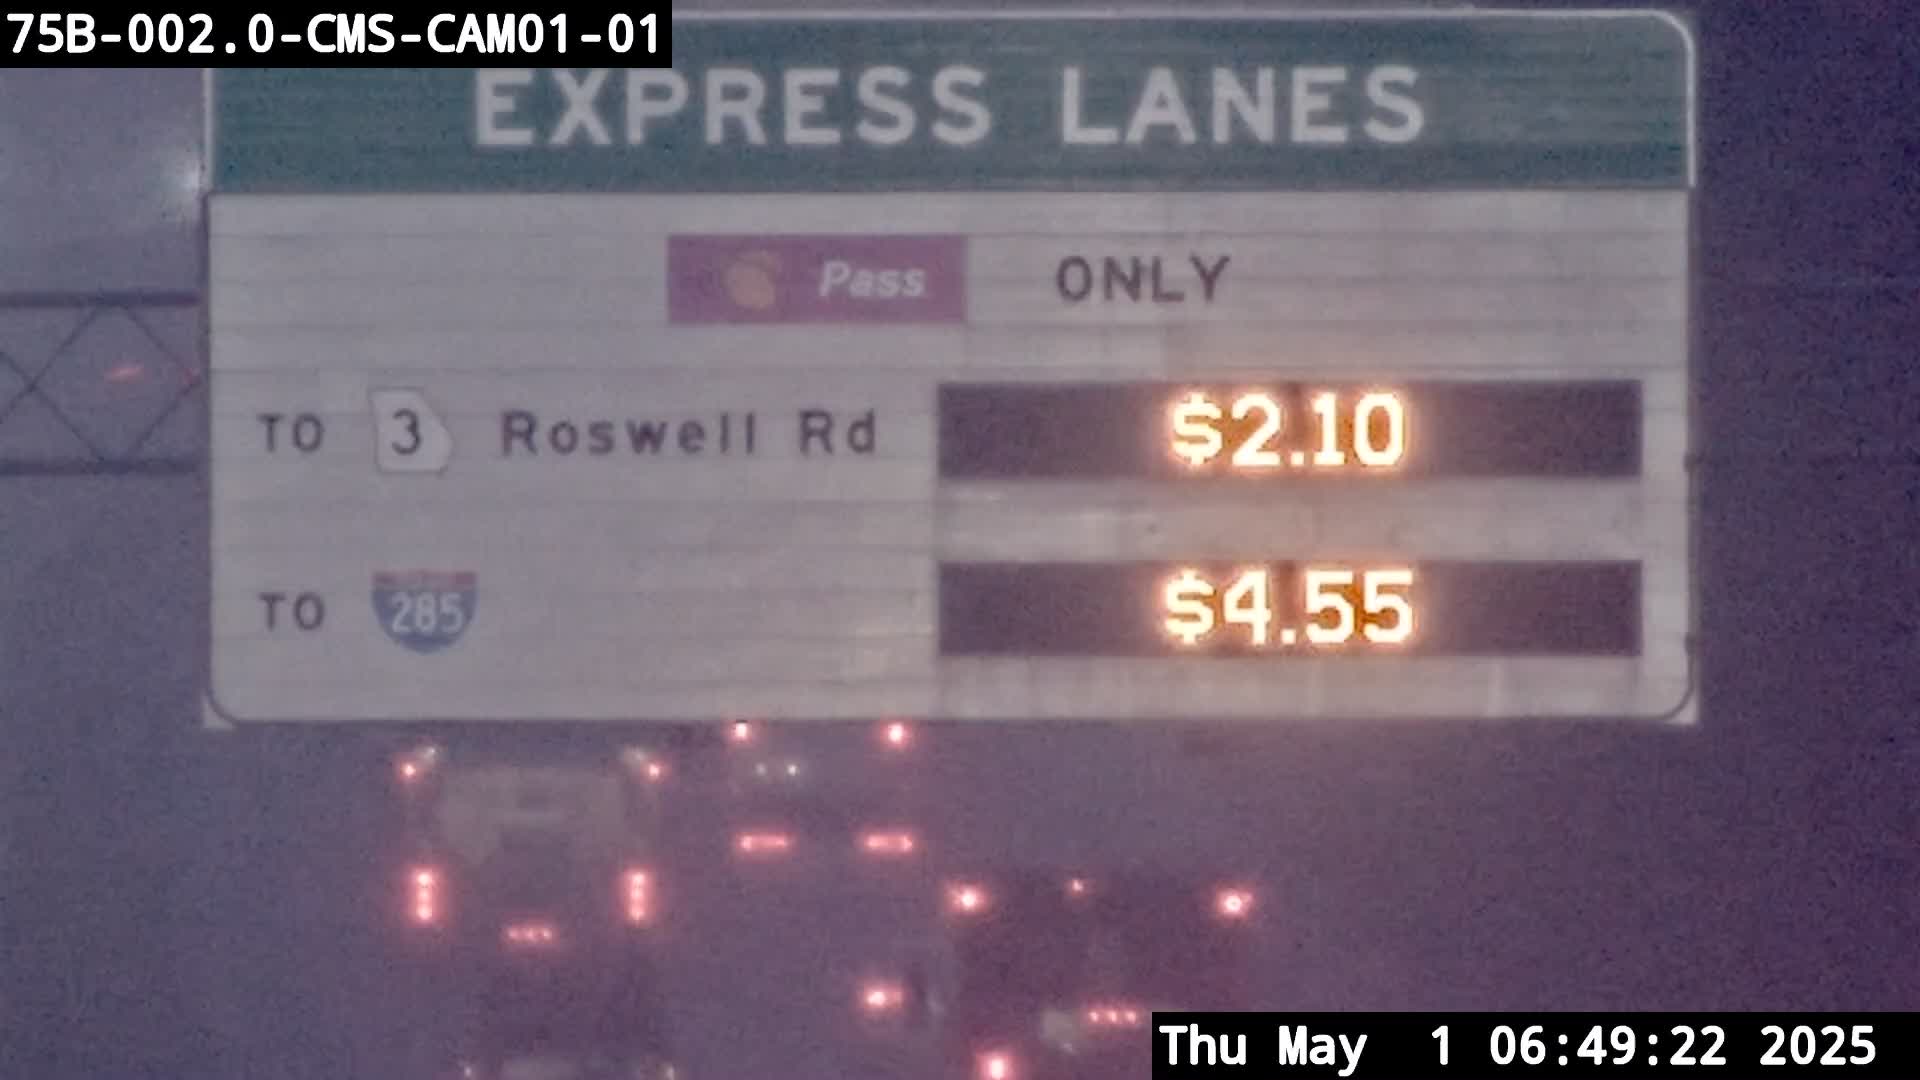 75B-002.0-CMS-CAM01-01
EXPRESS LANES
Pass ONLY
TO 3 Roswell Rd $2.10
TO 285 $4.55
Thu May 1 06:49:22 2025